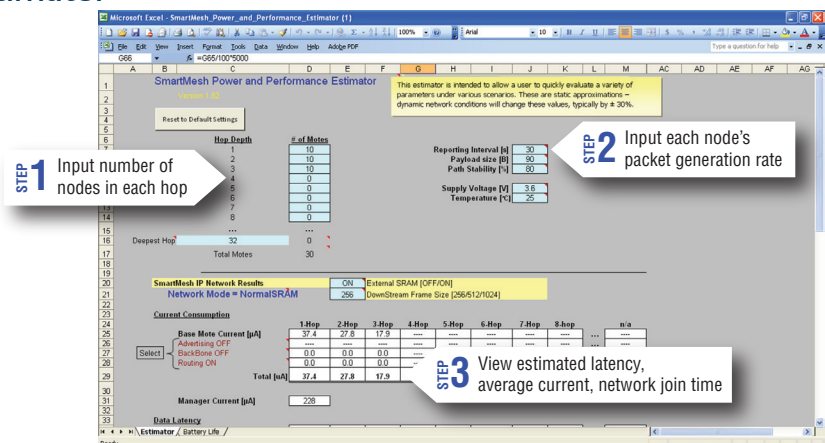 Microsoft Excel - SmartMesh_Power_and_Performance_Estimator (1)
File Edit View Insert Format Tools Data Window Help Adobe PDF
Type a question for help
100%
Arial
10
G66
=G65/100*5000
A B C D E F G H I J K L M AC AD AE AF AG
SmartMesh Power and Performance Estimator
This estimator is intended to allow a user to quickly evaluate a variety of
parameters under various scenarios. These are static approximations –
dynamic network conditions will change these values, typically by ± 30%.
Reset to Default Settings
Hop Depth # of Motes
1 10
2 10
3 10
4 0
5 0
6 0
7 0
8 0
... ...
Deepest Hop 32 0
Total Motes 30
Reporting Interval [s] 30
Payload size [B] 90
Path Stability [%] 80
Supply Voltage [V] 3.6
Temperature [°C] 25
STEP 1 Input number of
nodes in each hop
STEP 2 Input each node's
packet generation rate
SmartMesh IP Network Results ON External SRAM [OFF/ON]
Network Mode = NormalSRAM 256 DownStream Frame Size [256/512/1024]
Current Consumption
1-Hop 2-Hop 3-Hop 4-Hop 5-Hop 6-Hop 7-Hop 8-hop n/a
Base Mote Current [µA] 37.4 27.8 17.9 ---- ---- ---- ---- ---- ... ----
Advertising OFF ---- ---- ----
Select BackBone OFF 0.0 0.0 0.0 ----
Routing ON 0.0 0.0 0.0
Total [uA] 37.4 27.8 17.9
STEP 3 View estimated latency,
average current, network join time
Manager Current [µA] 228
Data Latency
Estimator Battery Life